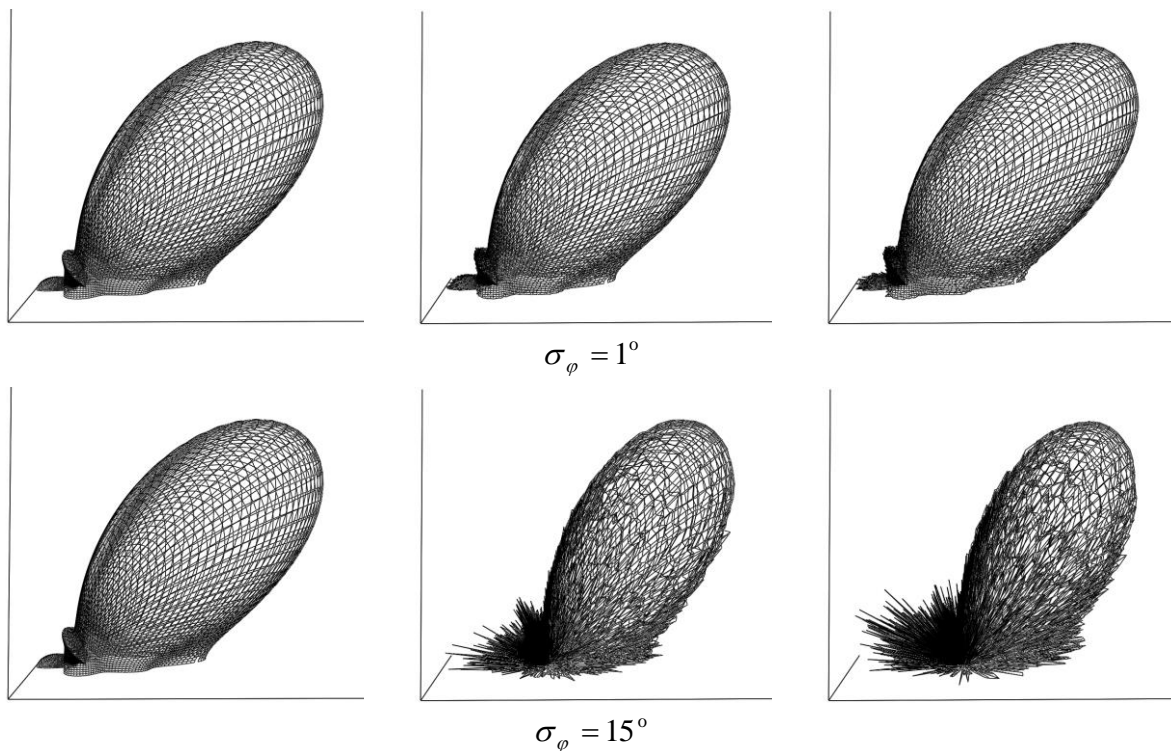 σ_φ = 1°
σ_φ = 15°